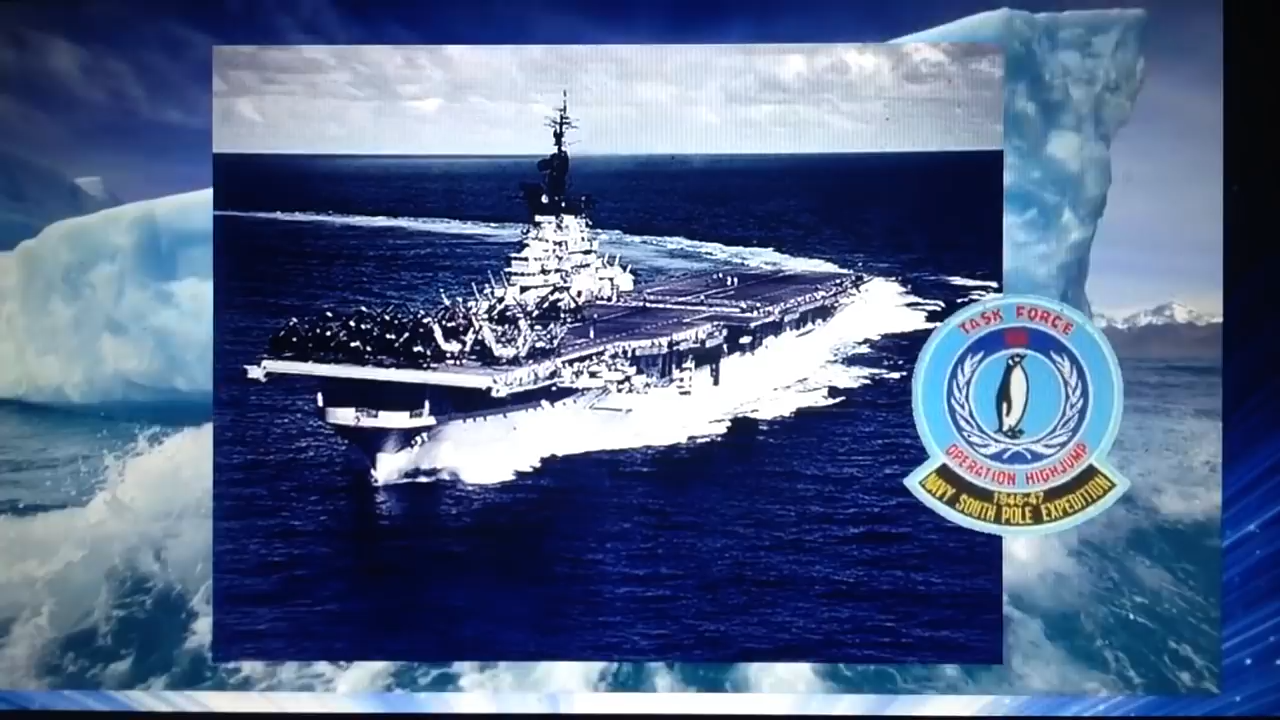 TASK FORCE
OPERATION HIGHJUMP
1946-47
NAVY SOUTH POLE EXPEDITION